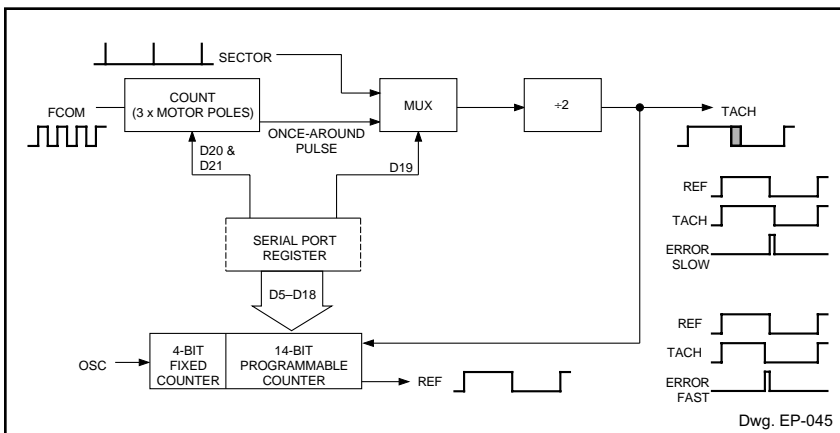 SECTOR
FCOM
COUNT
(3 x MOTOR POLES)
MUX
÷2
TACH
ONCE-AROUND
PULSE
D20 &
D21
D19
REF
TACH
ERROR
SLOW
SERIAL PORT
REGISTER
D5–D18
REF
TACH
ERROR
FAST
OSC
4-BIT
FIXED
COUNTER
14-BIT
PROGRAMMABLE
COUNTER
REF
Dwg. EP-045